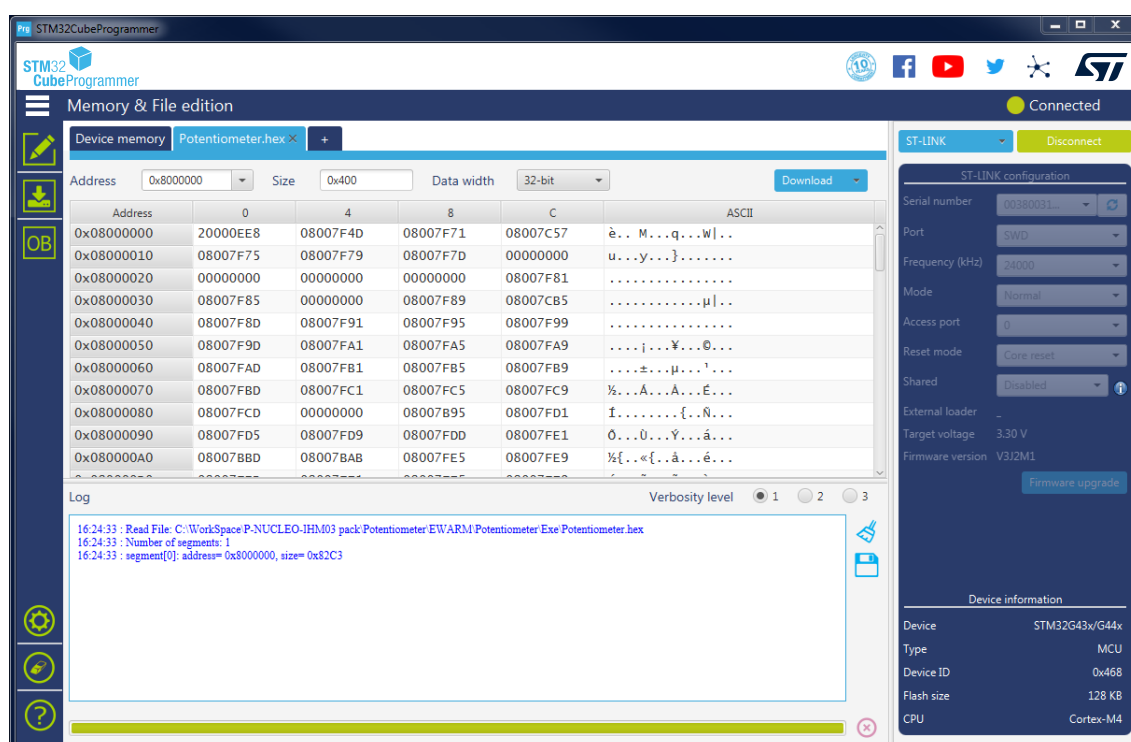 Prg STM32CubeProgrammer
STM32
CubeProgrammer
Memory & File edition
Connected
Device memory Potentiometer.hex × +
ST-LINK Disconnect
Address 0x8000000 Size 0x400 Data width 32-bit Download
ST-LINK configuration
Serial number 00380031...
Port SWD
Frequency (kHz) 24000
Mode Normal
Access port 0
Reset mode Core reset
Shared Disabled
External loader _
Target voltage 3.30 V
Firmware version V3J2M1
Firmware upgrade
Address 0 4 8 C ASCII
0x08000000 20000EE8 08007F4D 08007F71 08007C57 è.. M...q...W|..
0x08000010 08007F75 08007F79 08007F7D 00000000 u...y...}.......
0x08000020 00000000 00000000 00000000 08007F81 ................
0x08000030 08007F85 00000000 08007F89 08007CB5 ............µ|..
0x08000040 08007F8D 08007F91 08007F95 08007F99 ................
0x08000050 08007F9D 08007FA1 08007FA5 08007FA9 ....¡...¥...©...
0x08000060 08007FAD 08007FB1 08007FB5 08007FB9 ....±...µ...¹...
0x08000070 08007FBD 08007FC1 08007FC5 08007FC9 ½...Á...Å...É...
0x08000080 08007FCD 00000000 08007B95 08007FD1 Í........{..Ñ...
0x08000090 08007FD5 08007FD9 08007FDD 08007FE1 Õ...Ù...Ý...á...
0x080000A0 08007BBD 08007BAB 08007FE5 08007FE9 ½{..«{..å...é...
OB
Log Verbosity level 1 2 3
16:24:33 : Read File: C:\WorkSpace\P-NUCLEO-IHM03 pack\Potentiometer\EWARM\Potentiometer\Exe\Potentiometer.hex
16:24:33 : Number of segments: 1
16:24:33 : segment[0]: address= 0x8000000, size= 0x82C3
Device information
Device STM32G43x/G44x
Type MCU
Device ID 0x468
Flash size 128 KB
CPU Cortex-M4